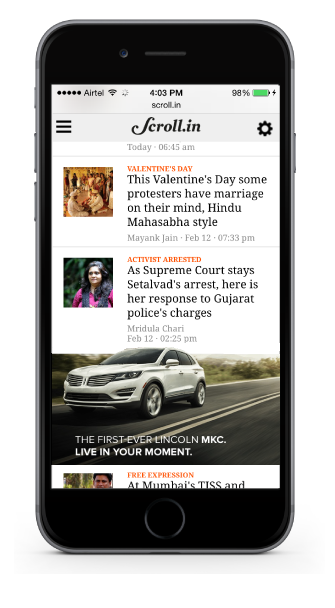 ●●●●● Airtel 4:03 PM 98%
scroll.in
Scroll.in
Today · 06:45 am
VALENTINE'S DAY
This Valentine's Day some
protesters have marriage
on their mind, Hindu
Mahasabha style
Mayank Jain · Feb 12 · 07:33 pm
ACTIVIST ARRESTED
As Supreme Court stays
Setalvad's arrest, here is
her response to Gujarat
police's charges
Mridula Chari
Feb 12 · 02:25 pm
THE FIRST-EVER LINCOLN MKC.
LIVE IN YOUR MOMENT.
FREE EXPRESSION
At Mumbai's TISS and